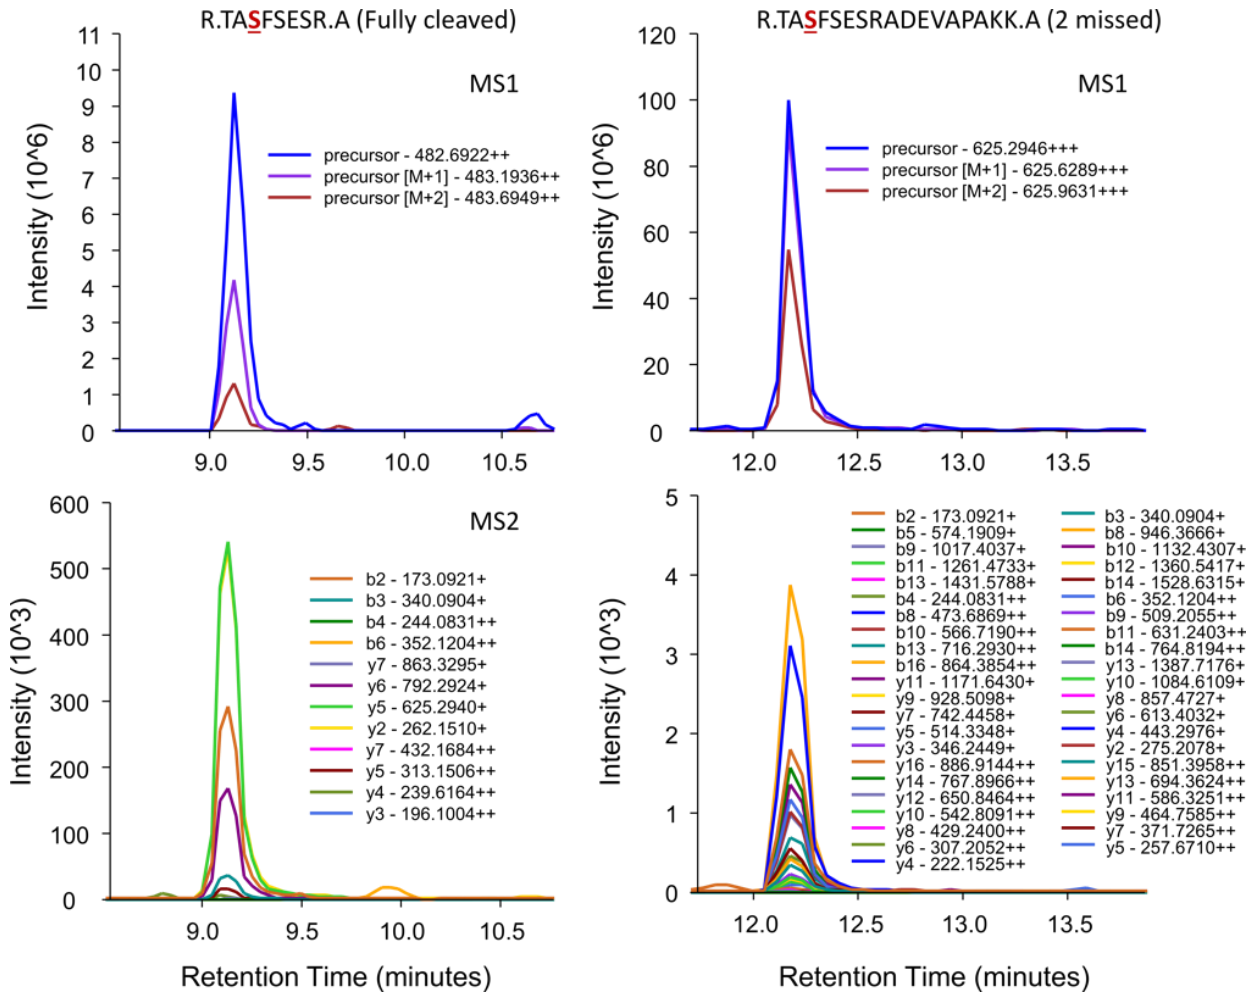 R.TASFSESR.A (Fully cleaved)
11
10
9
8
7
6
5
4
3
2
1
0
Intensity (10^6)
MS1
precursor - 482.6922++
precursor [M+1] - 483.1936++
precursor [M+2] - 483.6949++
9.0 9.5 10.0 10.5
R.TASFSESRADEVAPAKK.A (2 missed)
120
100
80
60
40
20
0
Intensity (10^6)
MS1
precursor - 625.2946+++
precursor [M+1] - 625.6289+++
precursor [M+2] - 625.9631+++
12.0 12.5 13.0 13.5
600
500
400
300
200
100
0
Intensity (10^3)
MS2
b2 - 173.0921+
b3 - 340.0904+
b4 - 244.0831++
b6 - 352.1204++
y7 - 863.3295+
y6 - 792.2924+
y5 - 625.2940+
y2 - 262.1510+
y7 - 432.1684++
y5 - 313.1506++
y4 - 239.6164++
y3 - 196.1004++
9.0 9.5 10.0 10.5
Retention Time (minutes)
5
4
3
2
1
0
Intensity (10^3)
b2 - 173.0921+ b3 - 340.0904+
b5 - 574.1909+ b8 - 946.3666+
b9 - 1017.4037+ b10 - 1132.4307+
b11 - 1261.4733+ b12 - 1360.5417+
b13 - 1431.5788+ b14 - 1528.6315+
b4 - 244.0831++ b6 - 352.1204++
b8 - 473.6869++ b9 - 509.2055++
b10 - 566.7190++ b11 - 631.2403++
b13 - 716.2930++ b14 - 764.8194++
b16 - 864.3854++ y13 - 1387.7176+
y11 - 1171.6430+ y10 - 1084.6109+
y9 - 928.5098+ y8 - 857.4727+
y7 - 742.4458+ y6 - 613.4032+
y5 - 514.3348+ y4 - 443.2976+
y3 - 346.2449+ y2 - 275.2078+
y16 - 886.9144++ y15 - 851.3958++
y14 - 767.8966++ y13 - 694.3624++
y12 - 650.8464++ y11 - 586.3251++
y10 - 542.8091++ y9 - 464.7585++
y8 - 429.2400++ y7 - 371.7265++
y6 - 307.2052++ y5 - 257.6710++
y4 - 222.1525++
12.0 12.5 13.0 13.5
Retention Time (minutes)